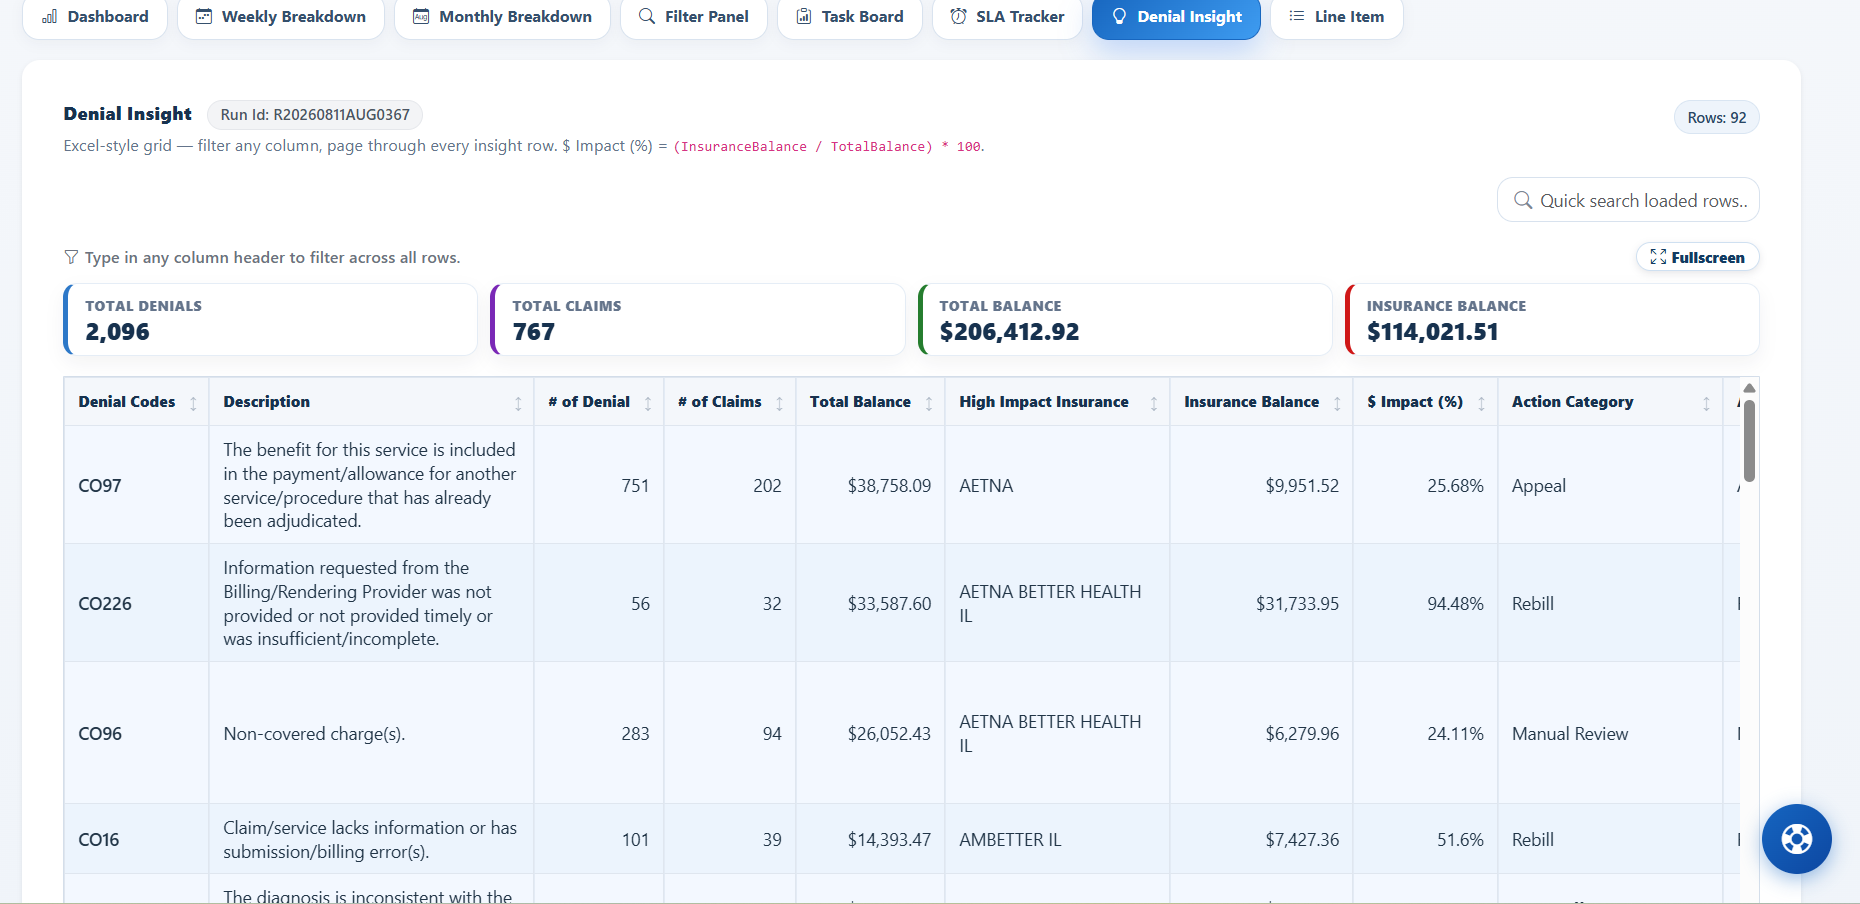 Dashboard
Weekly Breakdown
Aug Monthly Breakdown
Filter Panel
Task Board
SLA Tracker
Denial Insight
Line Item
Denial Insight
Run Id: R20260811AUG0367
Rows: 92
Excel-style grid — filter any column, page through every insight row. $ Impact (%) = (InsuranceBalance / TotalBalance) * 100.
Quick search loaded rows..
Type in any column header to filter across all rows.
Fullscreen
TOTAL DENIALS
2,096
TOTAL CLAIMS
767
TOTAL BALANCE
$206,412.92
INSURANCE BALANCE
$114,021.51
Denial Codes
Description
# of Denial
# of Claims
Total Balance
High Impact Insurance
Insurance Balance
$ Impact (%)
Action Category
CO97
The benefit for this service is included
in the payment/allowance for another
service/procedure that has already
been adjudicated.
751
202
$38,758.09
AETNA
$9,951.52
25.68%
Appeal
CO226
Information requested from the
Billing/Rendering Provider was not
provided or not provided timely or
was insufficient/incomplete.
56
32
$33,587.60
AETNA BETTER HEALTH
IL
$31,733.95
94.48%
Rebill
CO96
Non-covered charge(s).
283
94
$26,052.43
AETNA BETTER HEALTH
IL
$6,279.96
24.11%
Manual Review
CO16
Claim/service lacks information or has
submission/billing error(s).
101
39
$14,393.47
AMBETTER IL
$7,427.36
51.6%
Rebill
The diagnosis is inconsistent with the